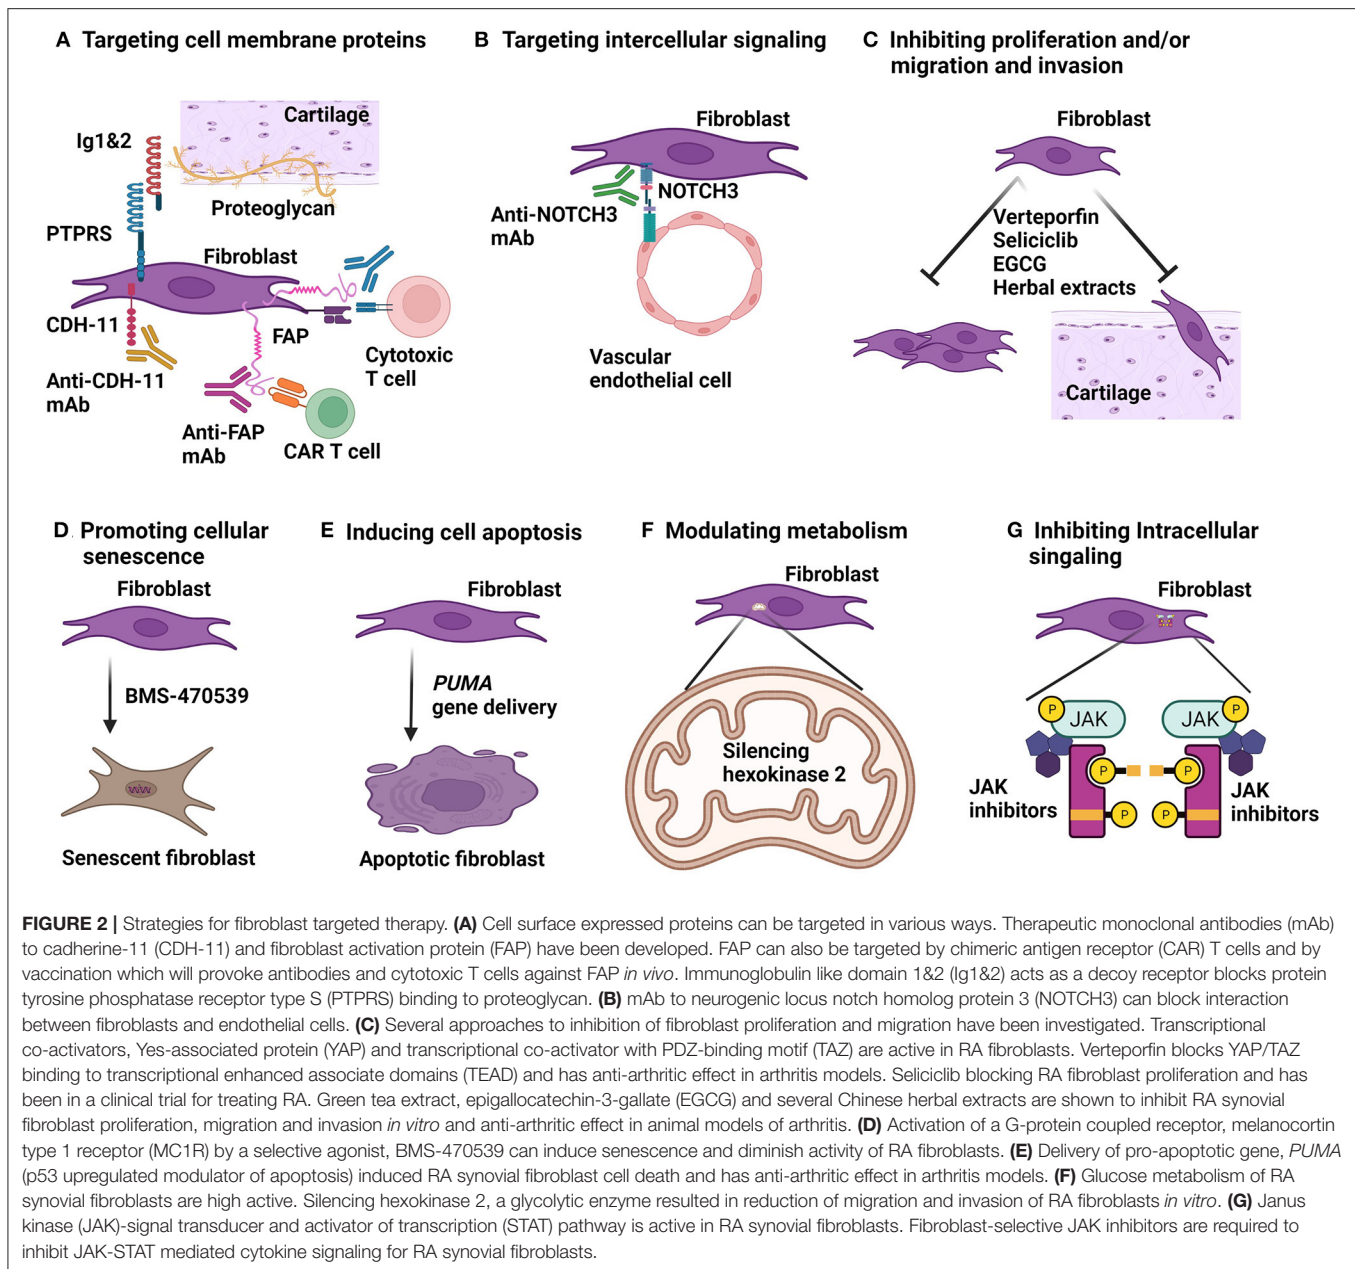 A Targeting cell membrane proteins
Cartilage
Ig1&2
Proteoglycan
PTPRS
Fibroblast
CDH-11
FAP
Anti-CDH-11
mAb
Cytotoxic
T cell
Anti-FAP
mAb
CAR T cell
B Targeting intercellular signaling
Fibroblast
NOTCH3
Anti-NOTCH3
mAb
Vascular
endothelial cell
C Inhibiting proliferation and/or
migration and invasion
Fibroblast
Verteporfin
Seliciclib
EGCG
Herbal extracts
Cartilage
D. Promoting cellular
senescence
Fibroblast
BMS-470539
Senescent fibroblast
E Inducing cell apoptosis
Fibroblast
PUMA
gene delivery
Apoptotic fibroblast
F Modulating metabolism
Fibroblast
Silencing
hexokinase 2
G Inhibiting Intracellular
singaling
Fibroblast
P
JAK
JAK
P
P
P
JAK
inhibitors
JAK
inhibitors
P
P
FIGURE 2 | Strategies for fibroblast targeted therapy. (A) Cell surface expressed proteins can be targeted in various ways. Therapeutic monoclonal antibodies (mAb)
to cadherine-11 (CDH-11) and fibroblast activation protein (FAP) have been developed. FAP can also be targeted by chimeric antigen receptor (CAR) T cells and by
vaccination which will provoke antibodies and cytotoxic T cells against FAP in vivo. Immunoglobulin like domain 1&2 (Ig1&2) acts as a decoy receptor blocks protein
tyrosine phosphatase receptor type S (PTPRS) binding to proteoglycan. (B) mAb to neurogenic locus notch homolog protein 3 (NOTCH3) can block interaction
between fibroblasts and endothelial cells. (C) Several approaches to inhibition of fibroblast proliferation and migration have been investigated. Transcriptional
co-activators, Yes-associated protein (YAP) and transcriptional co-activator with PDZ-binding motif (TAZ) are active in RA fibroblasts. Verteporfin blocks YAP/TAZ
binding to transcriptional enhanced associate domains (TEAD) and has anti-arthritic effect in arthritis models. Seliciclib blocking RA fibroblast proliferation and has
been in a clinical trial for treating RA. Green tea extract, epigallocatechin-3-gallate (EGCG) and several Chinese herbal extracts are shown to inhibit RA synovial
fibroblast proliferation, migration and invasion in vitro and anti-arthritic effect in animal models of arthritis. (D) Activation of a G-protein coupled receptor, melanocortin
type 1 receptor (MC1R) by a selective agonist, BMS-470539 can induce senescence and diminish activity of RA fibroblasts. (E) Delivery of pro-apoptotic gene, PUMA
(p53 upregulated modulator of apoptosis) induced RA synovial fibroblast cell death and has anti-arthritic effect in arthritis models. (F) Glucose metabolism of RA
synovial fibroblasts are high active. Silencing hexokinase 2, a glycolytic enzyme resulted in reduction of migration and invasion of RA fibroblasts in vitro. (G) Janus
kinase (JAK)-signal transducer and activator of transcription (STAT) pathway is active in RA synovial fibroblasts. Fibroblast-selective JAK inhibitors are required to
inhibit JAK-STAT mediated cytokine signaling for RA synovial fibroblasts.